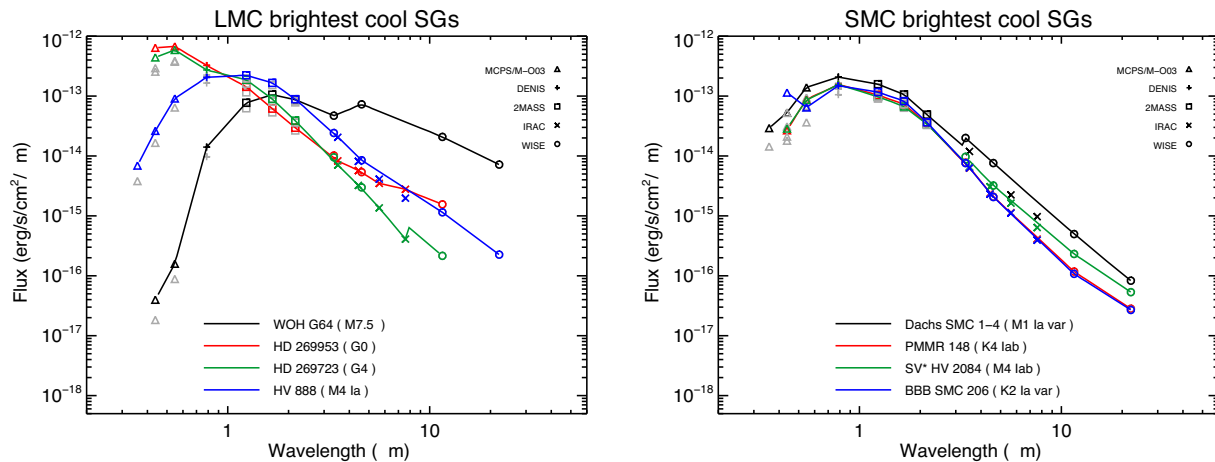 LMC brightest cool SGs
10⁻¹²
10⁻¹³
10⁻¹⁴
10⁻¹⁵
10⁻¹⁶
10⁻¹⁷
10⁻¹⁸
Flux (erg/s/cm²/ m)
MCPS/M−O03
DENIS
2MASS
IRAC
WISE
WOH G64 ( M7.5 )
HD 269953 ( G0 )
HD 269723 ( G4 )
HV 888 ( M4 Ia )
1 10
Wavelength ( m)
SMC brightest cool SGs
10⁻¹²
10⁻¹³
10⁻¹⁴
10⁻¹⁵
10⁻¹⁶
10⁻¹⁷
10⁻¹⁸
Flux (erg/s/cm²/ m)
MCPS/M−O03
DENIS
2MASS
IRAC
WISE
Dachs SMC 1−4 ( M1 Ia var )
PMMR 148 ( K4 Iab )
SV* HV 2084 ( M4 Iab )
BBB SMC 206 ( K2 Ia var )
1 10
Wavelength ( m)